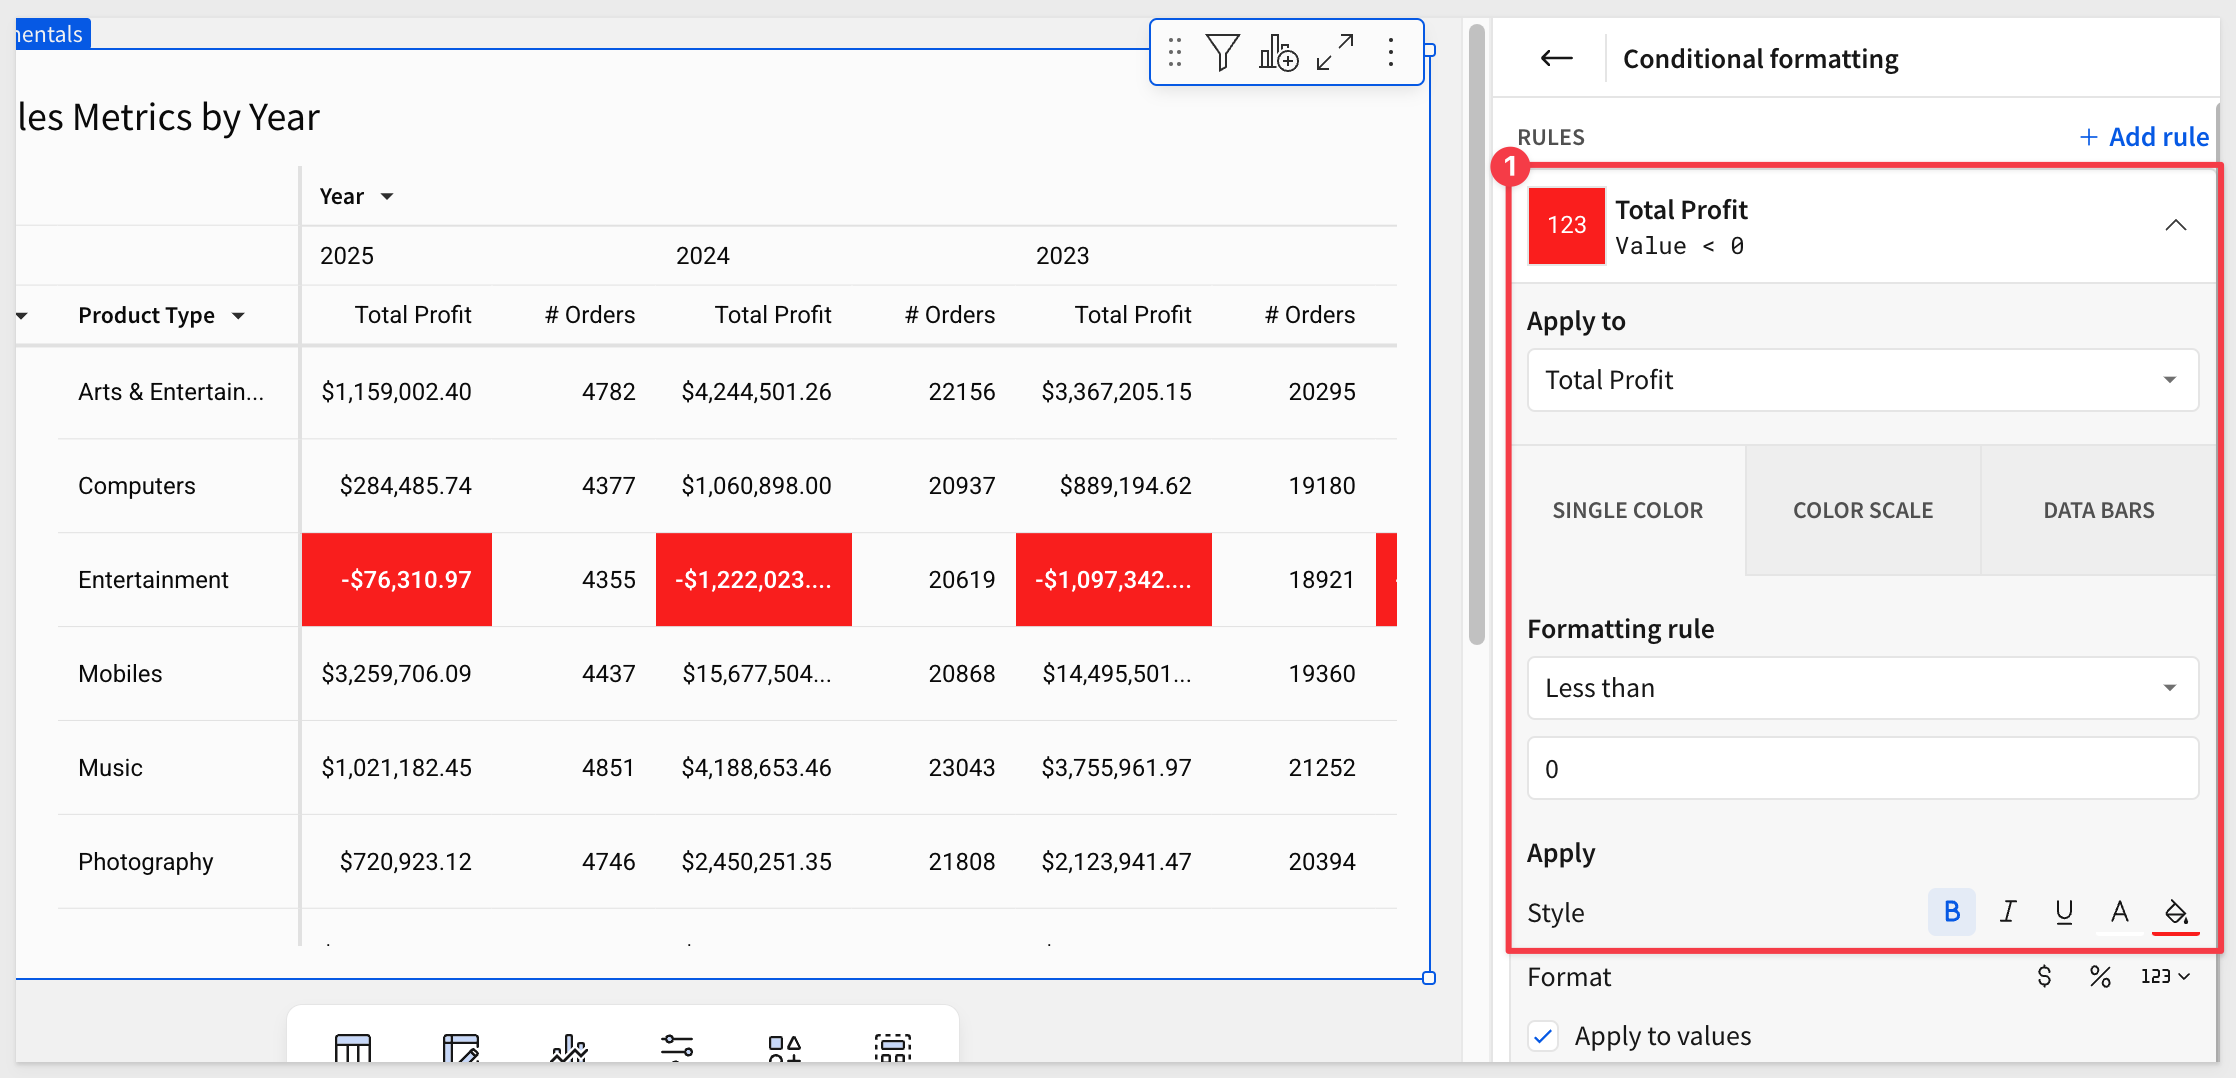 nentals
les Metrics by Year
Year
2025 2024 2023
Product Type Total Profit # Orders Total Profit # Orders Total Profit # Orders
Arts & Entertain... $1,159,002.40 4782 $4,244,501.26 22156 $3,367,205.15 20295
Computers $284,485.74 4377 $1,060,898.00 20937 $889,194.62 19180
Entertainment -$76,310.97 4355 -$1,222,023.... 20619 -$1,097,342.... 18921
Mobiles $3,259,706.09 4437 $15,677,504... 20868 $14,495,501... 19360
Music $1,021,182.45 4851 $4,188,653.46 23043 $3,755,961.97 21252
Photography $720,923.12 4746 $2,450,251.35 21808 $2,123,941.47 20394
Conditional formatting
RULES
+ Add rule
1
123
Total Profit
Value < 0
Apply to
Total Profit
SINGLE COLOR COLOR SCALE DATA BARS
Formatting rule
Less than
0
Apply
Style B I U A
Format $ % 123
Apply to values